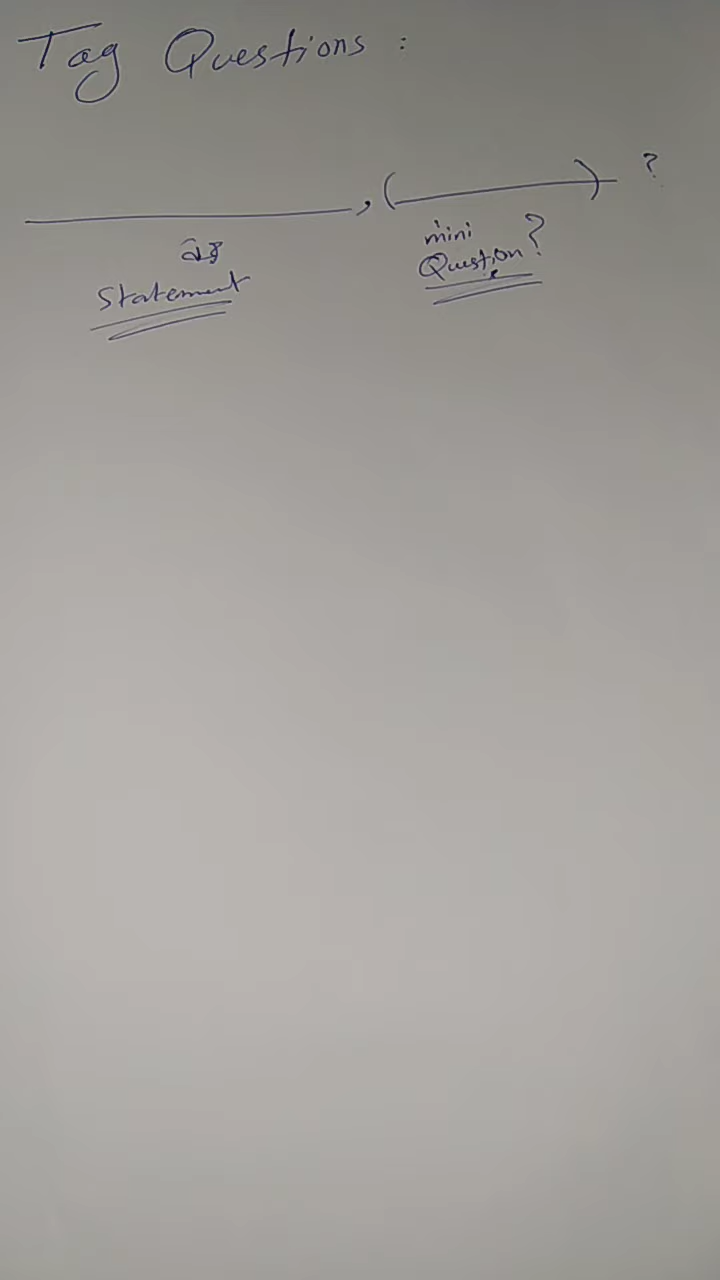 Tag Questions :
, ( ) ?
mini
Statement
Question?